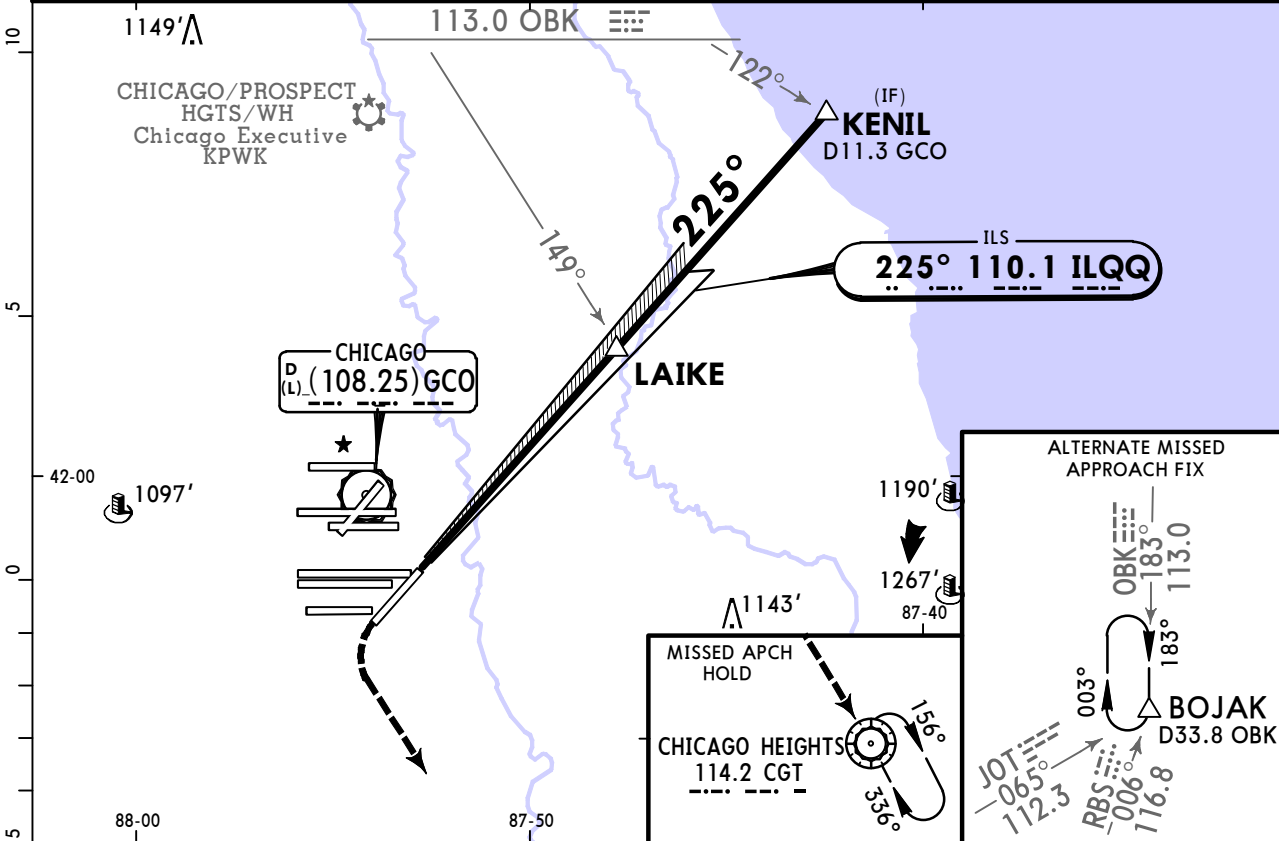 10
1149'
113.0 OBK
122°
CHICAGO/PROSPECT
HGTS/WH
Chicago Executive
KPWK
(IF)
KENIL
D11.3 GCO
225°
149°
ILS
225° 110.1 ILQQ
5
CHICAGO
D
(L) (108.25) GCO
LAIKE
42-00
1097'
1190'
0
1267'
87-40
1143'
MISSED APCH
HOLD
CHICAGO HEIGHTS
114.2 CGT
156°
336°
ALTERNATE MISSED
APPROACH FIX
OBK
183°
113.0
183°
003°
BOJAK
D33.8 OBK
JOT
065°
112.3
RBS
006°
116.8
5
88-00
87-50